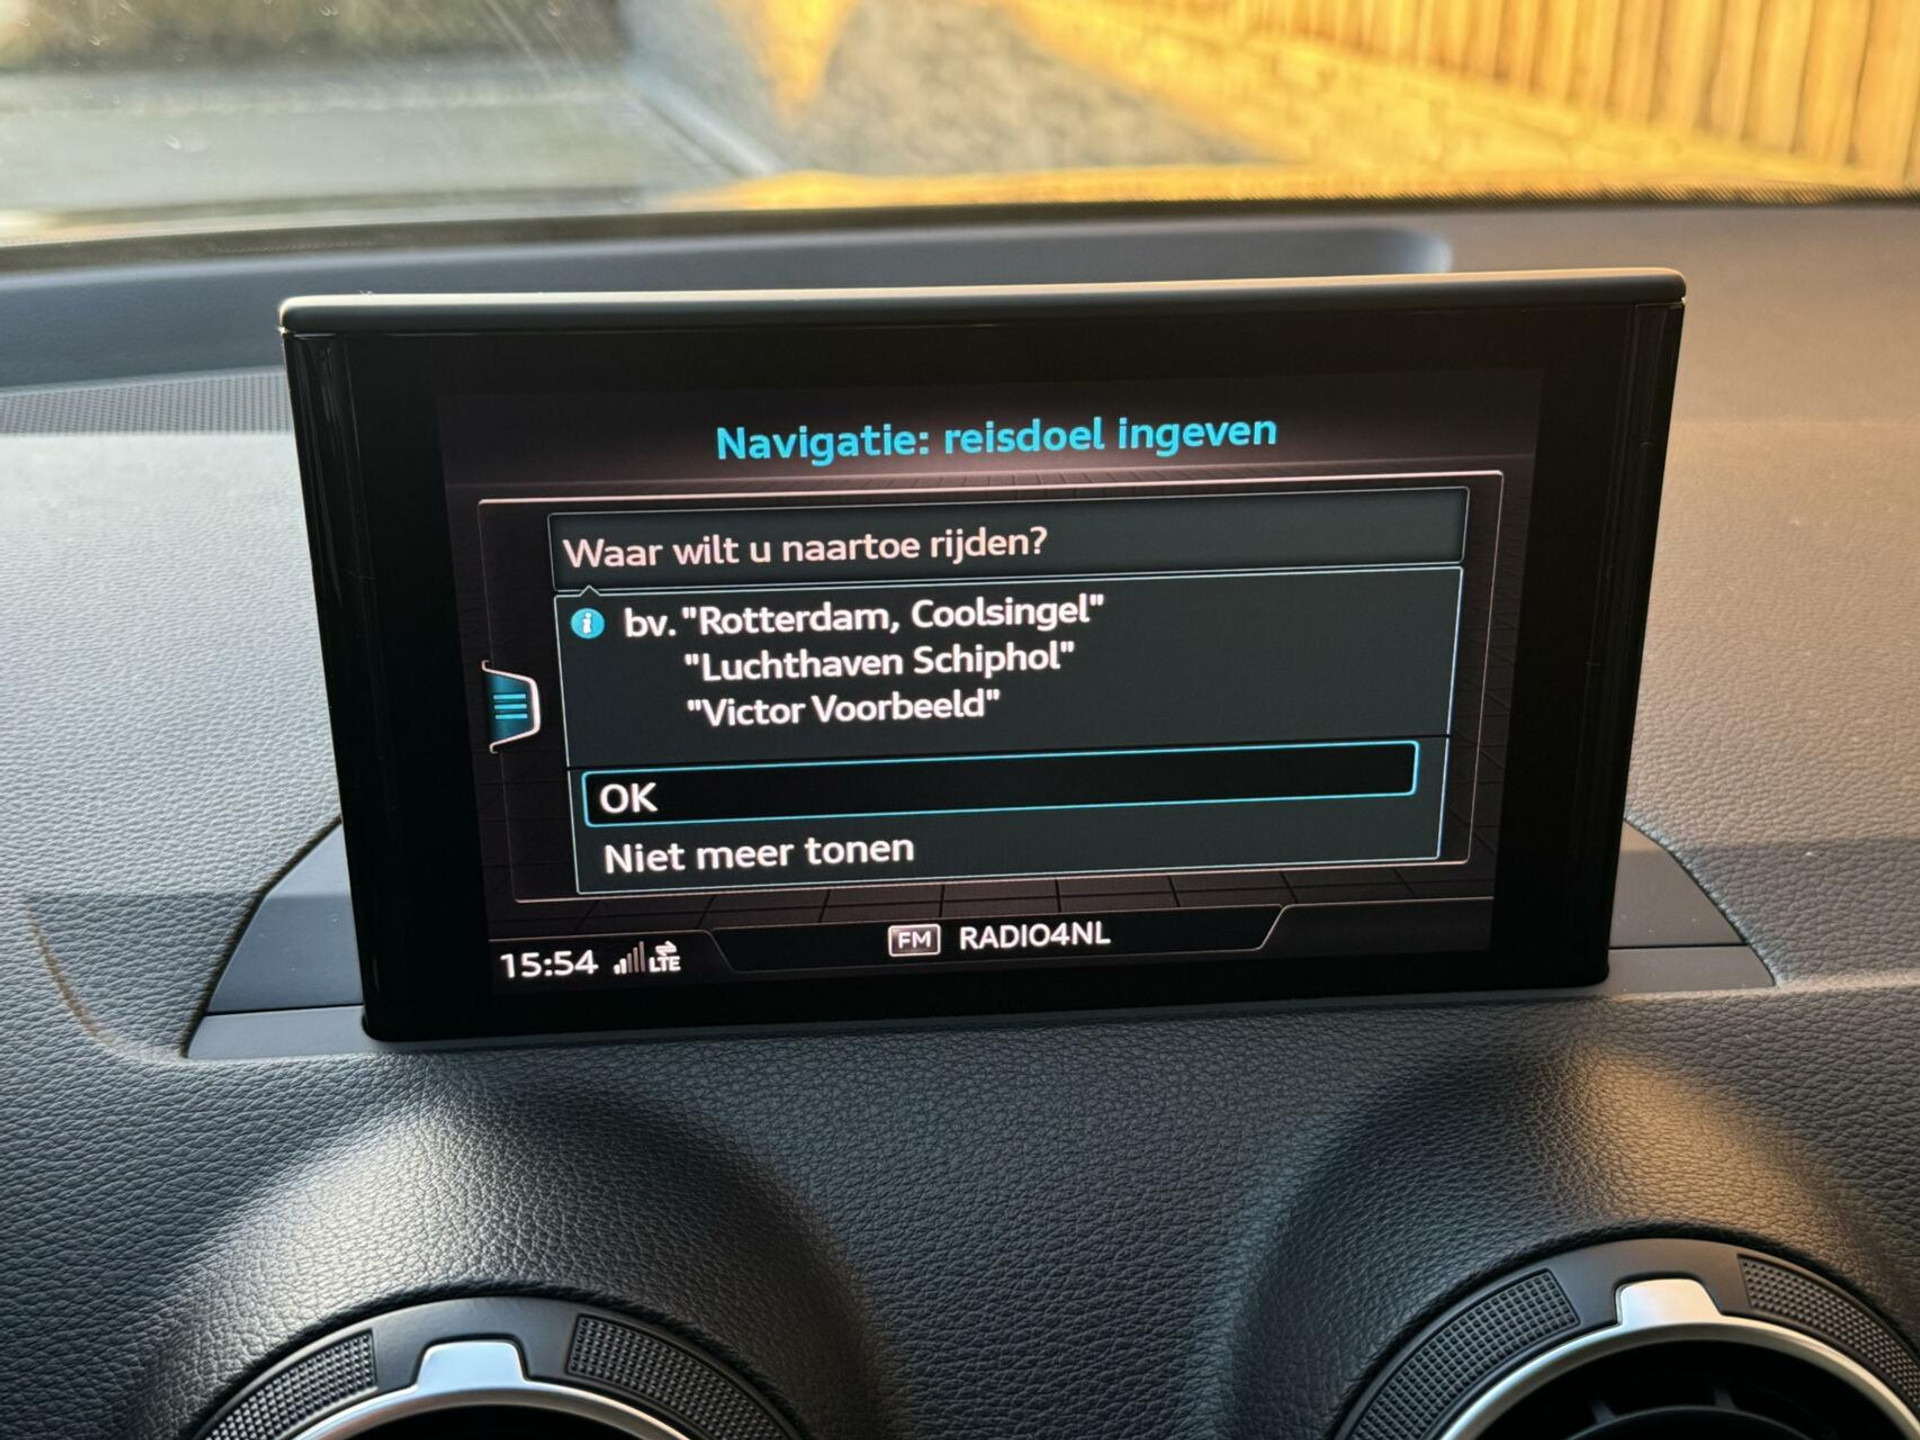 Navigatie: reisdoel ingeven
Waar wilt u naartoe rijden?
i bv. "Rotterdam, Coolsingel"
"Luchthaven Schiphol"
"Victor Voorbeeld"
OK
Niet meer tonen
15:54 LTE FM RADIO4NL